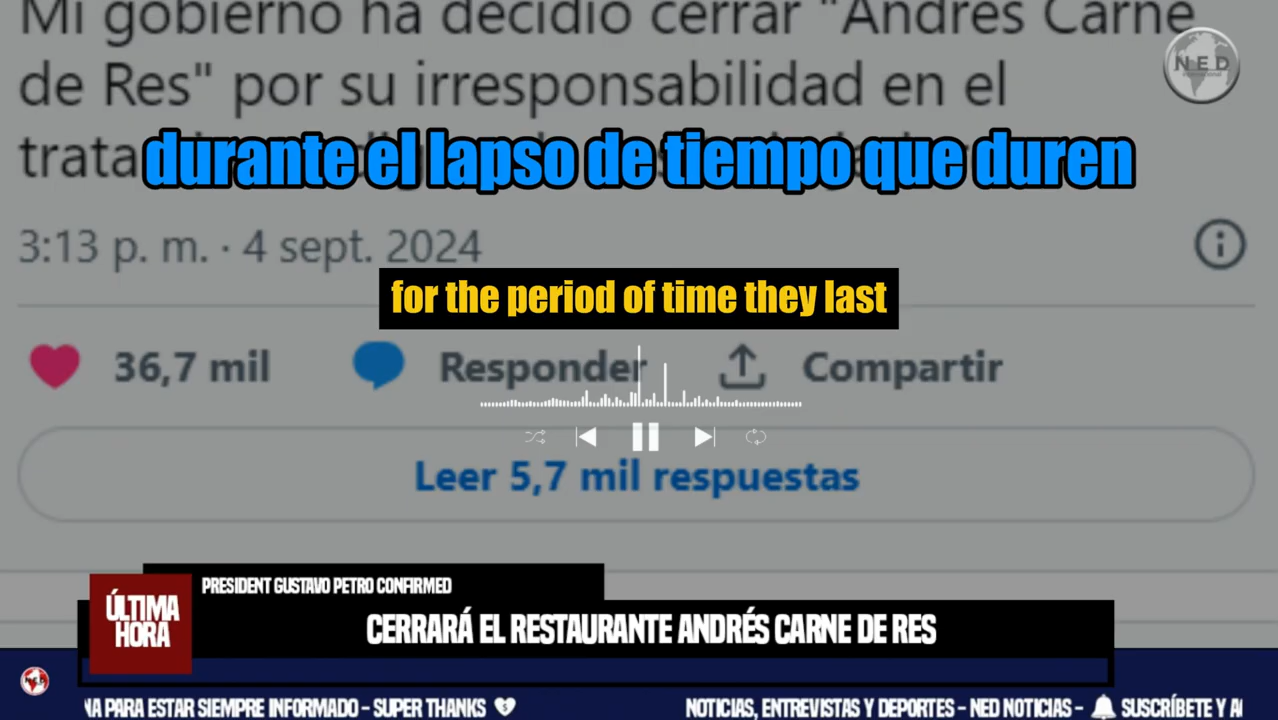 Mi gobierno ha decidio cerrar "Andrés Carne
de Res" por su irresponsabilidad en el
NED
durante el lapso de tiempo que duren
3:13 p. m. · 4 sept. 2024
for the period of time they last
36,7 mil Responder Compartir
Leer 5,7 mil respuestas
PRESIDENT GUSTAVO PETRO CONFIRMED
ÚLTIMA
HORA
CERRARÁ EL RESTAURANTE ANDRÉS CARNE DE RES
PARA ESTAR SIEMPRE INFORMADO - SUPER THANKS
NOTICIAS, ENTREVISTAS Y DEPORTES - NED NOTICIAS - SUSCRÍBETE Y